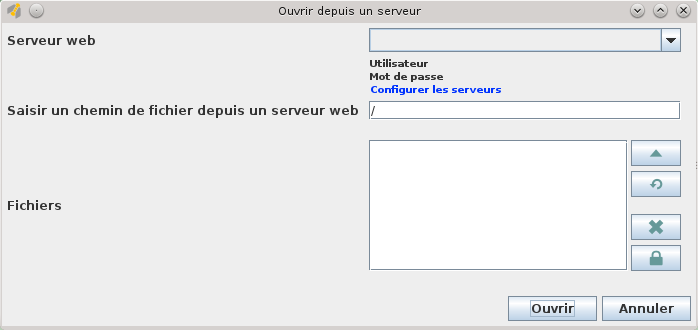 Ouvrir depuis un serveur
Serveur web
Utilisateur
Mot de passe
Configurer les serveurs
Saisir un chemin de fichier depuis un serveur web
/
Fichiers
Ouvrir
Annuler